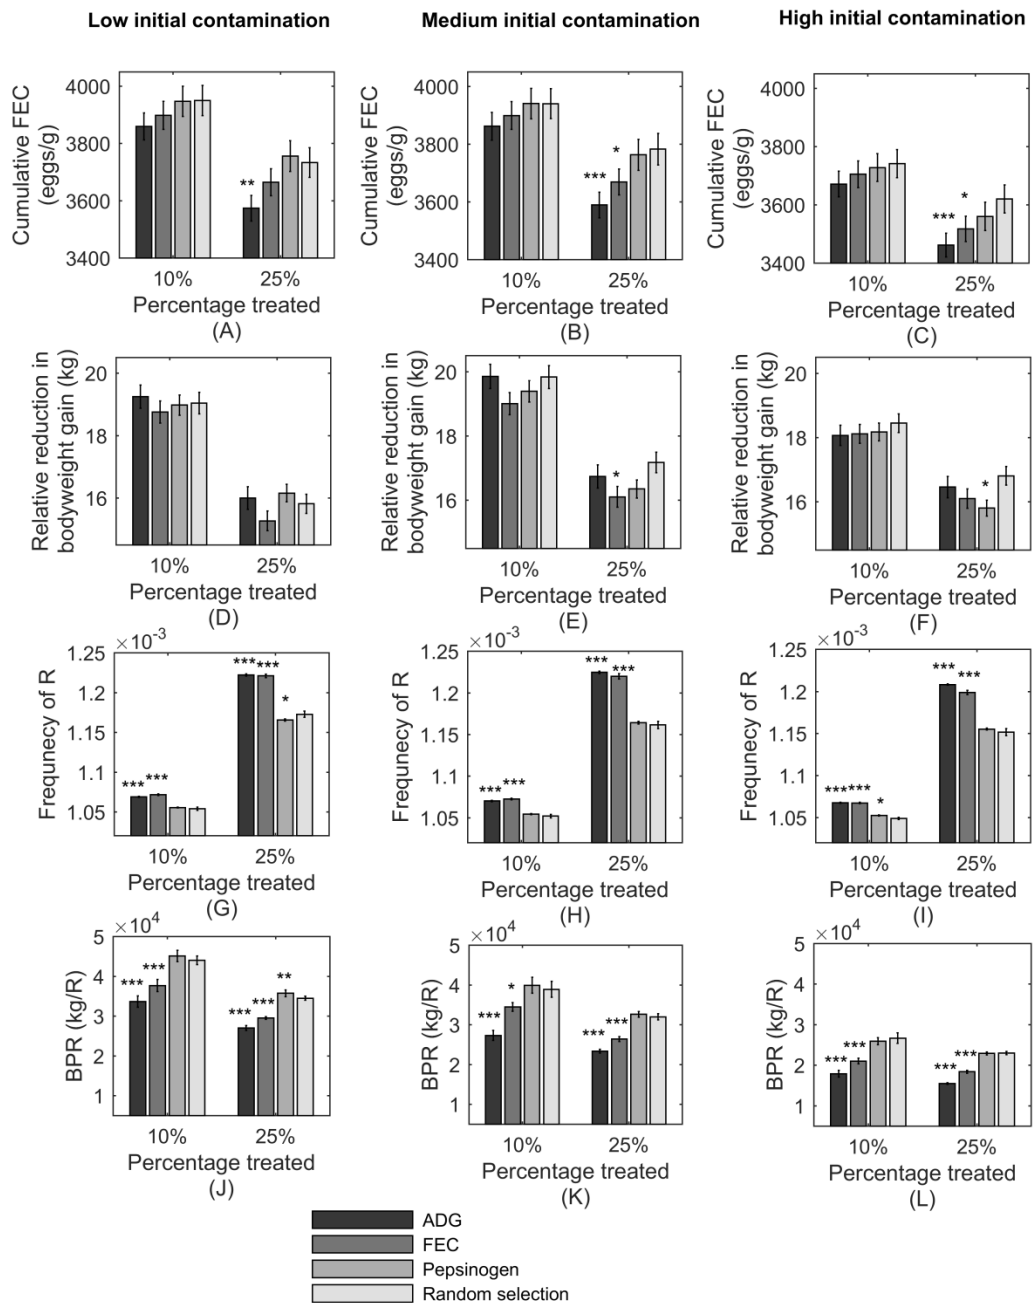 Low initial contamination
Medium initial contamination
High initial contamination
Cumulative FEC
(eggs/g)
4000
3800
3600
3400
**
10%
25%
Percentage treated
(A)
Cumulative FEC
(eggs/g)
4000
3800
3600
3400
***
*
10%
25%
Percentage treated
(B)
Cumulative FEC
(eggs/g)
4000
3800
3600
3400
***
*
10%
25%
Percentage treated
(C)
Relative reduction in
bodyweight gain (kg)
20
18
16
10%
25%
Percentage treated
(D)
Relative reduction in
bodyweight gain (kg)
20
18
16
*
10%
25%
Percentage treated
(E)
Relative reduction in
bodyweight gain (kg)
20
18
16
*
10%
25%
Percentage treated
(F)
×10⁻³
Frequnecy of R
1.25
1.2
1.15
1.1
1.05
*** ***
*** *** *
10%
25%
Percentage treated
(G)
×10⁻³
Frequnecy of R
1.25
1.2
1.15
1.1
1.05
*** ***
*** ***
10%
25%
Percentage treated
(H)
×10⁻³
Frequnecy of R
1.25
1.2
1.15
1.1
1.05
*** *** *
*** ***
10%
25%
Percentage treated
(I)
×10⁴
BPR (kg/R)
5
4
3
2
1
*** ***
*** *** **
10%
25%
Percentage treated
(J)
×10⁴
BPR (kg/R)
5
4
3
2
1
*** *
*** ***
10%
25%
Percentage treated
(K)
×10⁴
BPR (kg/R)
5
4
3
2
1
*** ***
*** ***
10%
25%
Percentage treated
(L)
ADG
FEC
Pepsinogen
Random selection